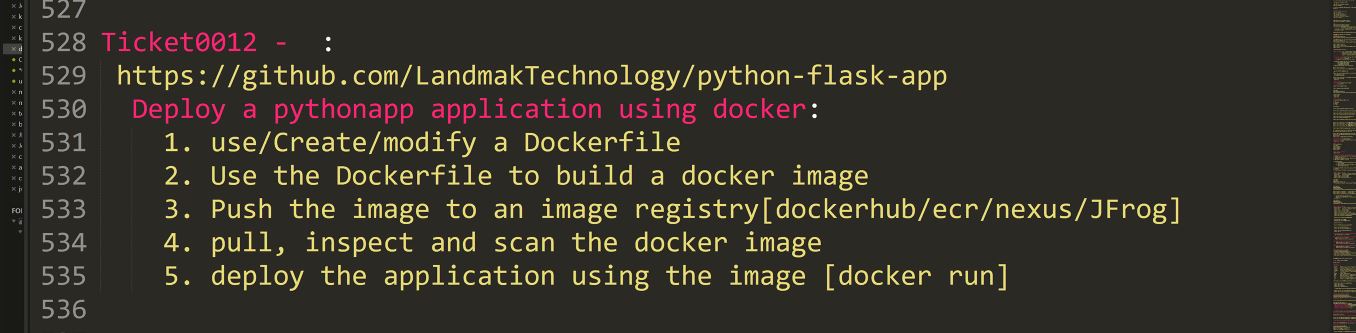 527
528 Ticket0012 -  :
529 https://github.com/LandmakTechnology/python-flask-app
530 Deploy a pythonapp application using docker:
531 1. use/Create/modify a Dockerfile
532 2. Use the Dockerfile to build a docker image
533 3. Push the image to an image registry[dockerhub/ecr/nexus/JFrog]
534 4. pull, inspect and scan the docker image
535 5. deploy the application using the image [docker run]
536